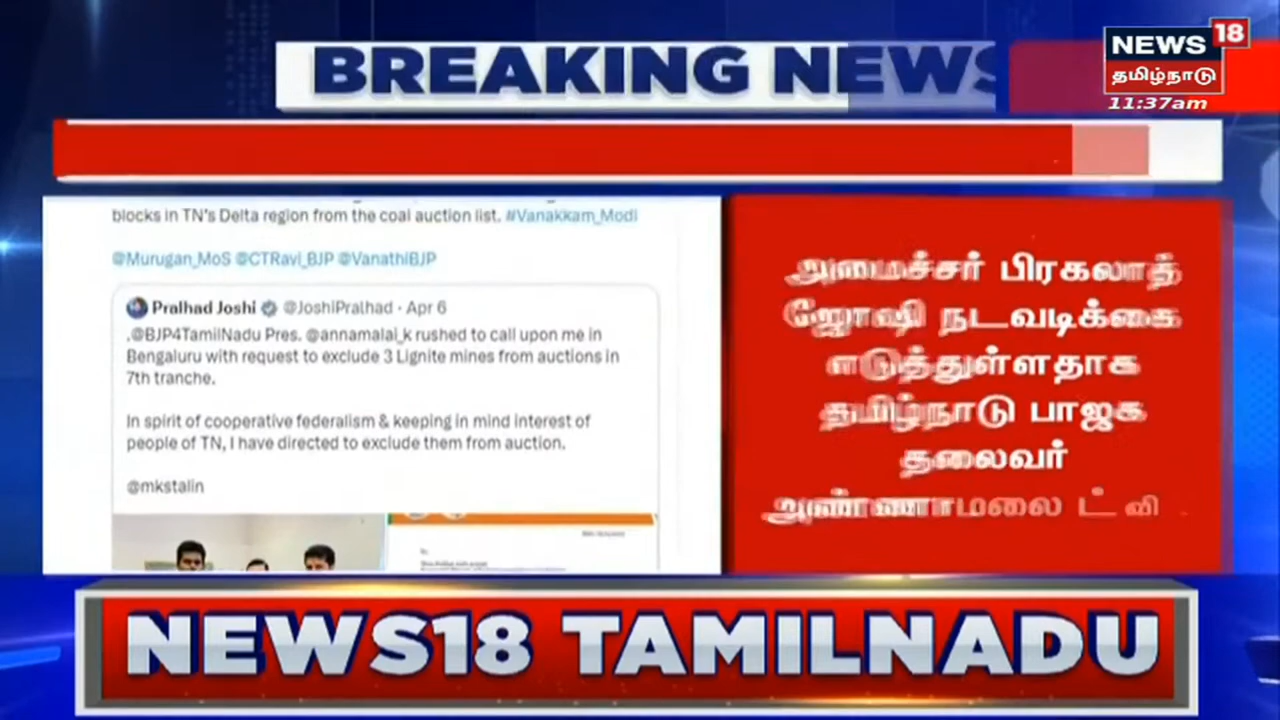 BREAKING NEWS
NEWS 18
தமிழ்நாடு
11:37am
blocks in TN's Delta region from the coal auction list. #Vanakkam_Modi
@Murugan_MoS @CTRavi_BJP @VanathiBJP
Pralhad Joshi @JoshiPralhad · Apr 6
.@BJP4TamilNadu Pres. @annamalai_k rushed to call upon me in
Bengaluru with request to exclude 3 Lignite mines from auctions in
7th tranche.
In spirit of cooperative federalism & keeping in mind interest of
people of TN, I have directed to exclude them from auction.
@mkstalin
அமைச்சர் பிரகலாத்
ஜோஷி நடவடிக்கை
எடுத்துள்ளதாக
தமிழ்நாடு பாஜக
தலைவர்
அண்ணாமலை
NEWS18 TAMILNADU